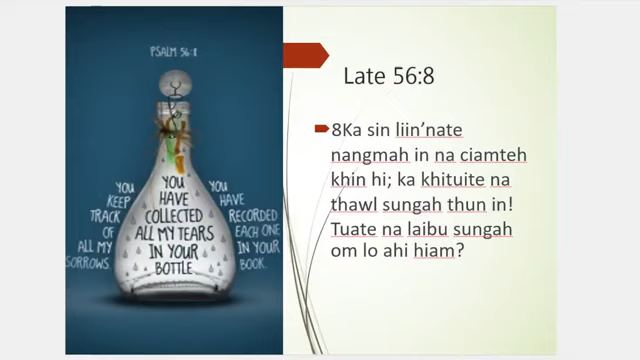 PSALM 56:8
YOU
KEEP
TRACK
OF
ALL MY
SORROWS.
YOU
HAVE
COLLECTED
ALL MY TEARS
IN YOUR
BOTTLE.
YOU
HAVE
RECORDED
EACH ONE
IN YOUR
BOOK.
Late 56:8
8Ka sin liin’nate
nangmah in na ciamteh
khin hi; ka khituite na
thawl sungah thun in!
Tuate na laibu sungah
om lo ahi hiam?